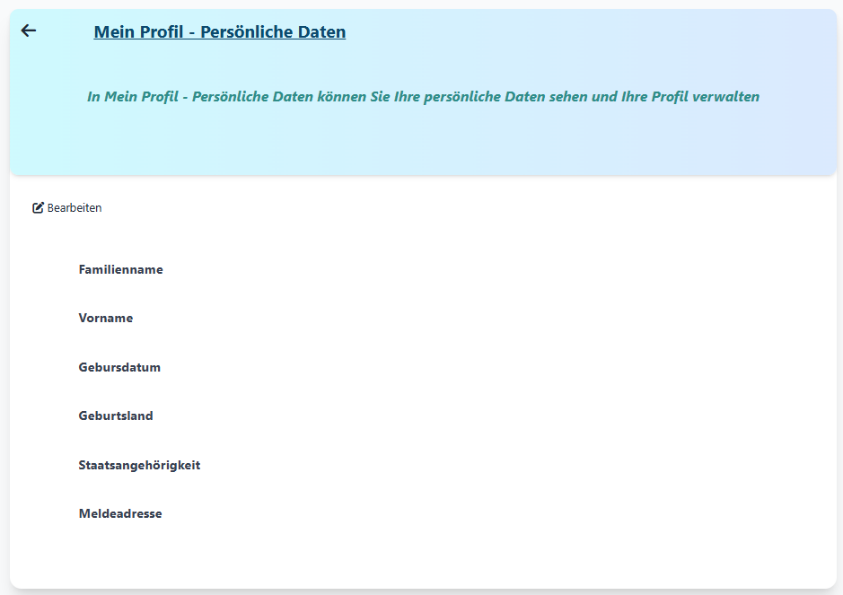 Mein Profil - Persönliche Daten
In Mein Profil - Persönliche Daten können Sie Ihre persönliche Daten sehen und Ihre Profil verwalten
Bearbeiten
Familienname
Vorname
Gebursdatum
Geburtsland
Staatsangehörigkeit
Meldeadresse